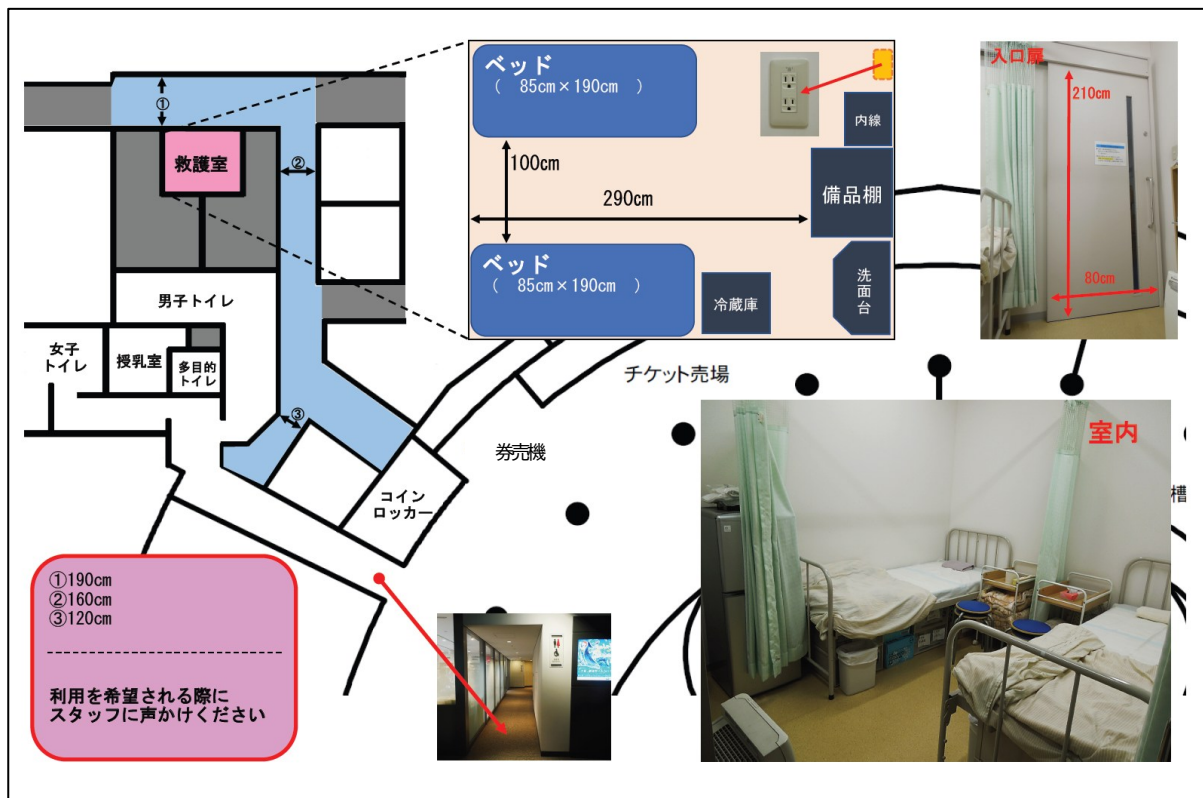 ①
救護室
②
男子トイレ
女子
トイレ
授乳室
多目的
トイレ
③
コイン
ロッカー
券売機
チケット売場
槽
ベッド
( 85cm×190cm )
100cm
290cm
内線
備品棚
ベッド
( 85cm×190cm )
冷蔵庫
洗面台
入口扉
210cm
80cm
室内
①190cm
②160cm
③120cm
利用を希望される際に
スタッフに声かけください